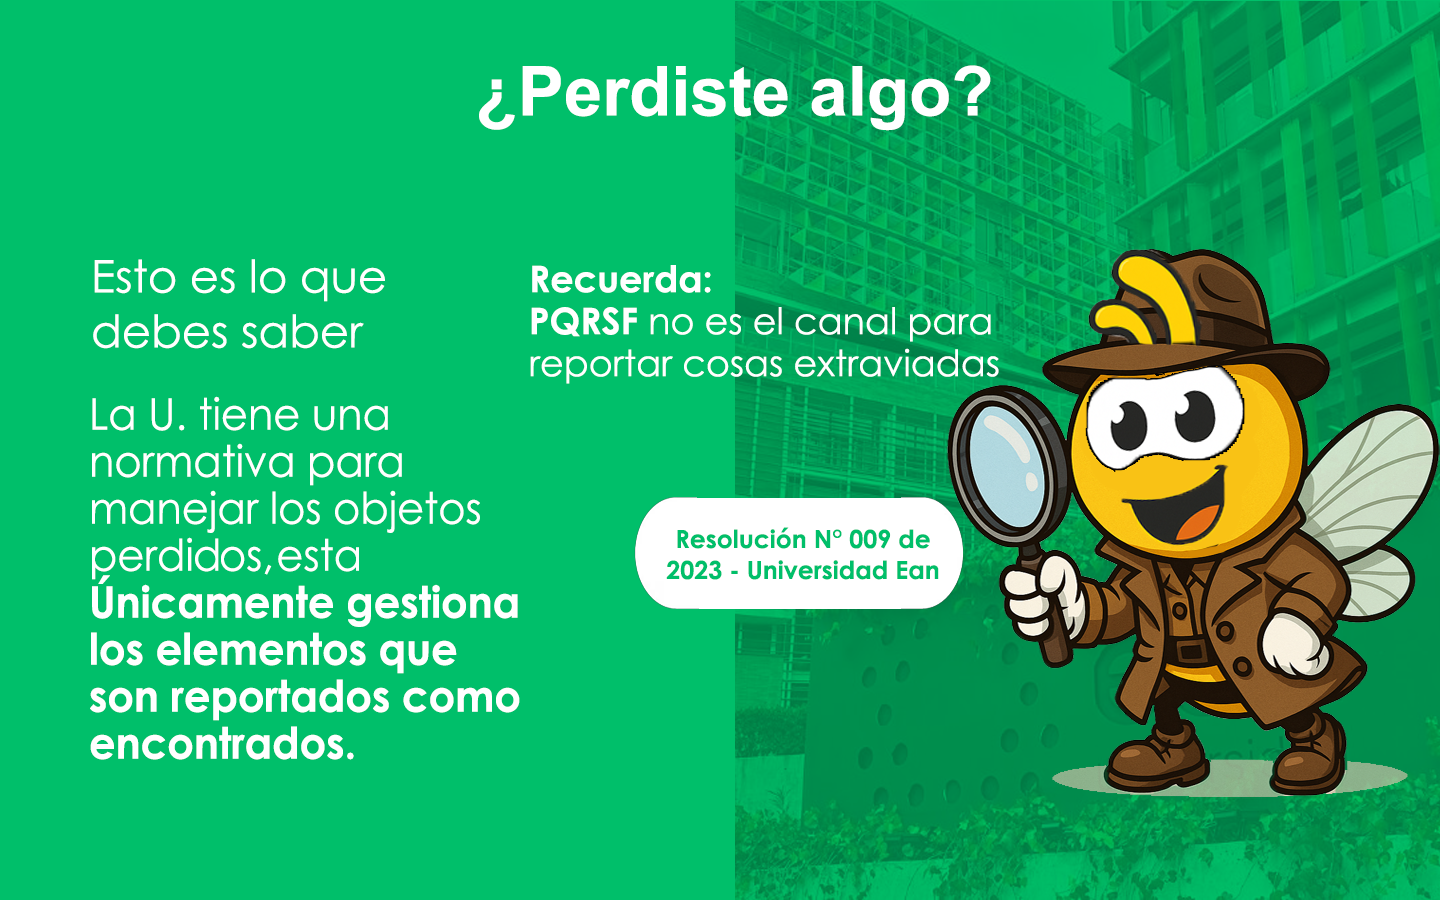 ¿Perdiste algo?
Esto es lo que
debes saber
La U. tiene una
normativa para
manejar los objetos
perdidos,esta
Únicamente gestiona
los elementos que
son reportados como
encontrados.
Recuerda:
PQRSF no es el canal para
reportar cosas extraviadas
Resolución N° 009 de
2023 - Universidad Ean